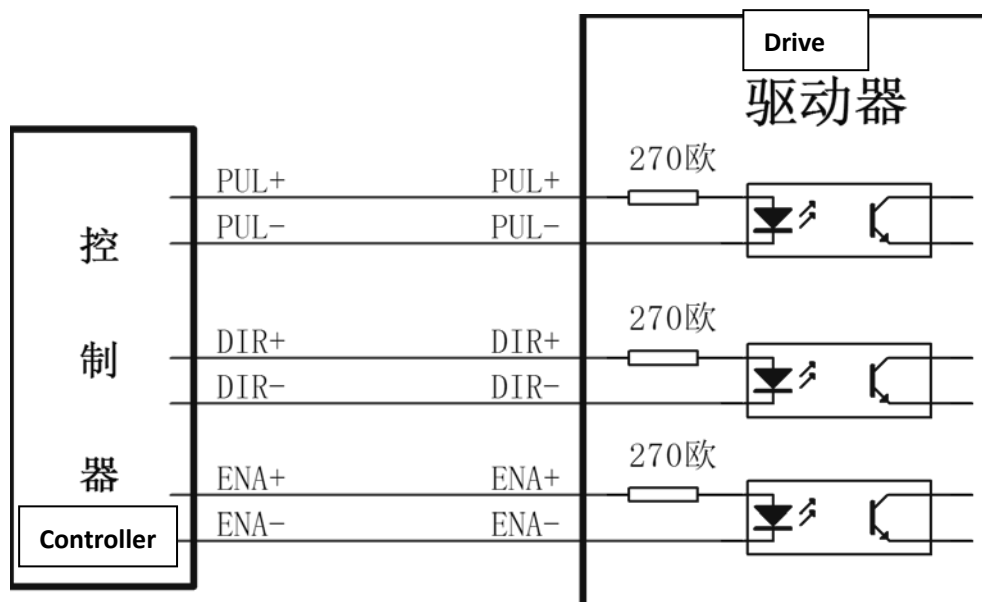 Drive
驱动器
控
制
器
Controller
PUL+
PUL+
270欧
PUL-
PUL-
DIR+
DIR+
270欧
DIR-
DIR-
ENA+
ENA+
270欧
ENA-
ENA-